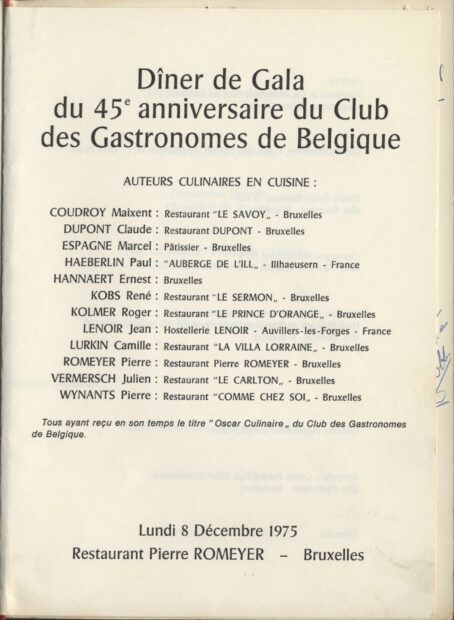 Dîner de Gala
du 45e anniversaire du Club
des Gastronomes de Belgique
AUTEURS CULINAIRES EN CUISINE :
COUDROY Maixent : Restaurant "LE SAVOY„ - Bruxelles
DUPONT Claude : Restaurant DUPONT - Bruxelles
ESPAGNE Marcel : Pâtissier - Bruxelles
HAEBERLIN Paul : "AUBERGE DE L'ILL„ - Illhaeusern - France
HANNAERT Ernest : Bruxelles
KOBS René : Restaurant "LE SERMON„ - Bruxelles
KOLMER Roger : Restaurant "LE PRINCE D'ORANGE„ - Bruxelles
LENOIR Jean : Hostellerie LENOIR - Auvillers-les-Forges - France
LURKIN Camille : Restaurant "LA VILLA LORRAINE„ - Bruxelles
ROMEYER Pierre : Restaurant Pierre ROMEYER - Bruxelles
VERMERSCH Julien : Restaurant "LE CARLTON„ - Bruxelles
WYNANTS Pierre : Restaurant "COMME CHEZ SOI„ - Bruxelles
Tous ayant reçu en son temps le titre "Oscar Culinaire„ du Club des Gastronomes
de Belgique.
Lundi 8 Décembre 1975
Restaurant Pierre ROMEYER – Bruxelles